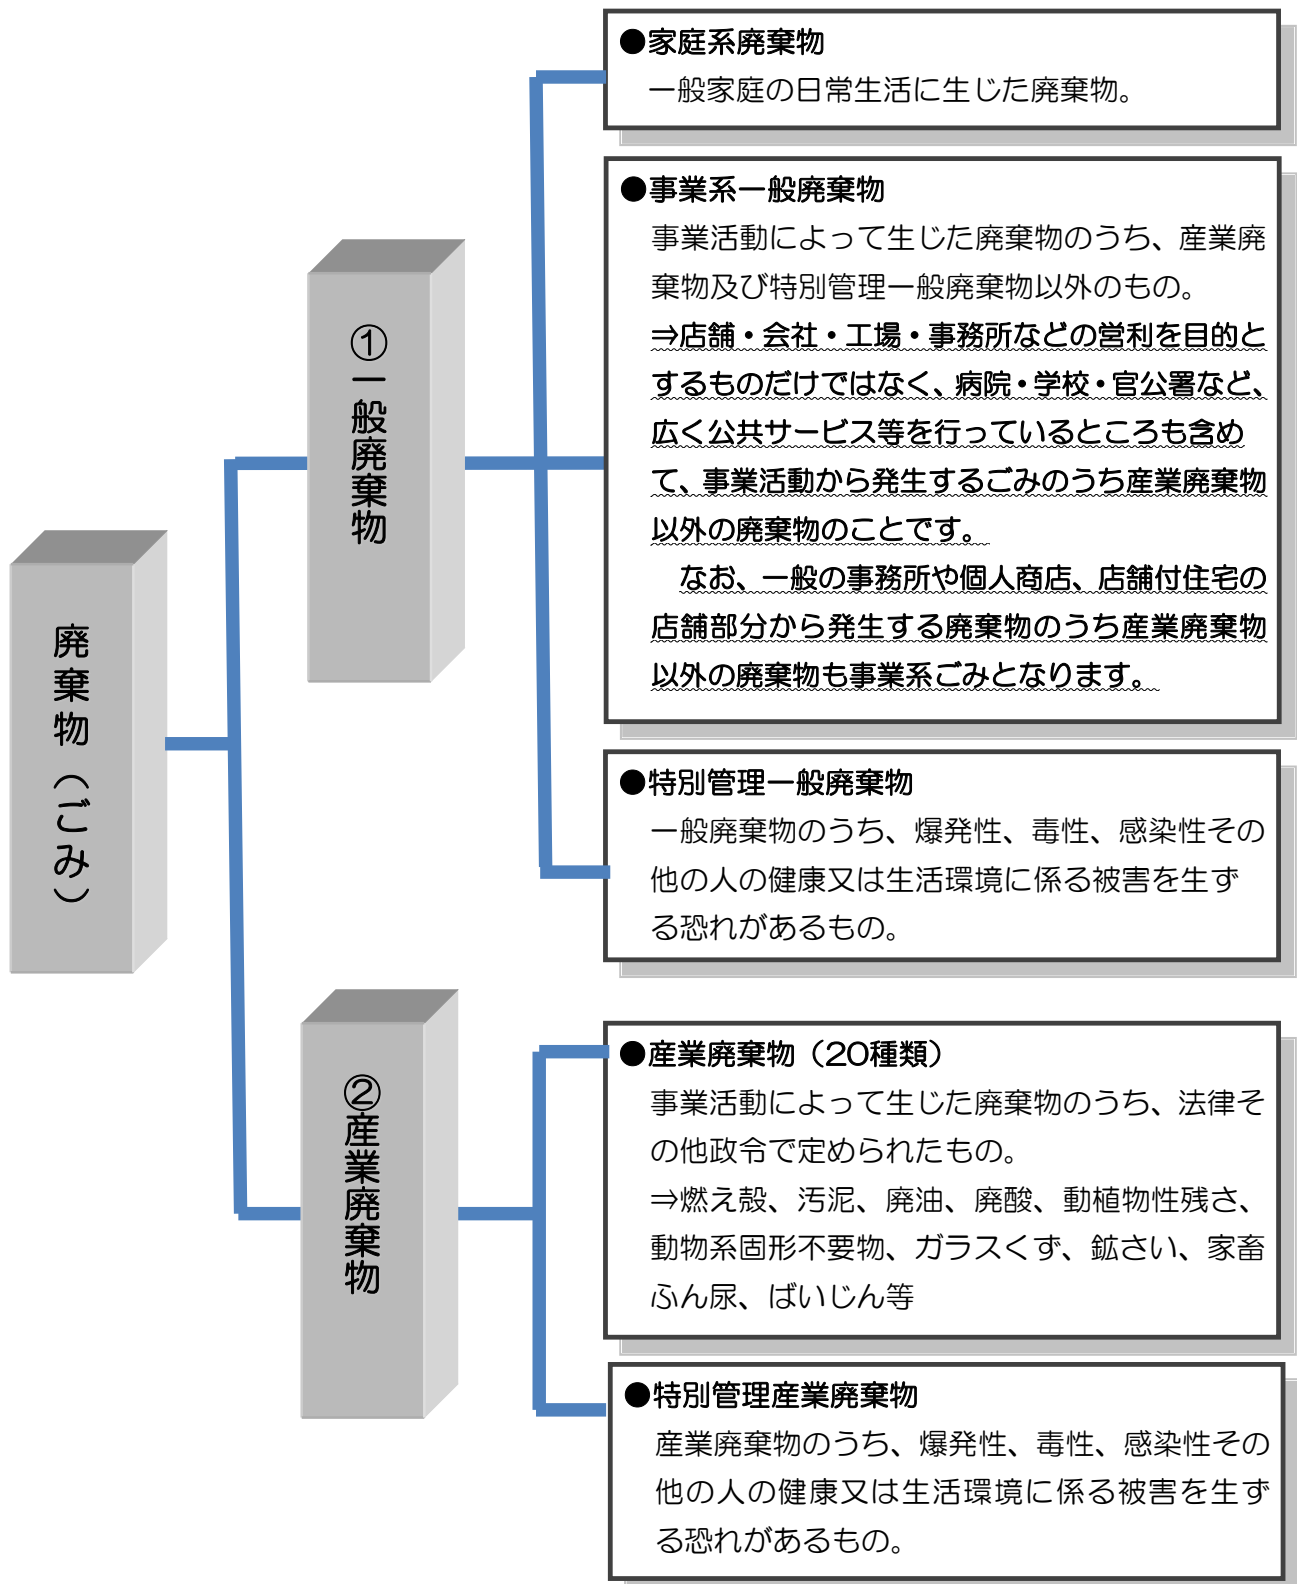 廃棄物（ごみ）
①一般廃棄物
●家庭系廃棄物
一般家庭の日常生活に生じた廃棄物。
●事業系一般廃棄物
事業活動によって生じた廃棄物のうち、産業廃
棄物及び特別管理一般廃棄物以外のもの。
⇒店舗・会社・工場・事務所などの営利を目的と
するものだけではなく、病院・学校・官公署など、
広く公共サービス等を行っているところも含め
て、事業活動から発生するごみのうち産業廃棄物
以外の廃棄物のことです。
なお、一般の事務所や個人商店、店舗付住宅の
店舗部分から発生する廃棄物のうち産業廃棄物
以外の廃棄物も事業系ごみとなります。
●特別管理一般廃棄物
一般廃棄物のうち、爆発性、毒性、感染性その
他の人の健康又は生活環境に係る被害を生ず
る恐れがあるもの。
②産業廃棄物
●産業廃棄物（20種類）
事業活動によって生じた廃棄物のうち、法律そ
の他政令で定められたもの。
⇒燃え殻、汚泥、廃油、廃酸、動植物性残さ、
動物系固形不要物、ガラスくず、鉱さい、家畜
ふん尿、ばいじん等
●特別管理産業廃棄物
産業廃棄物のうち、爆発性、毒性、感染性その
他の人の健康又は生活環境に係る被害を生ず
る恐れがあるもの。